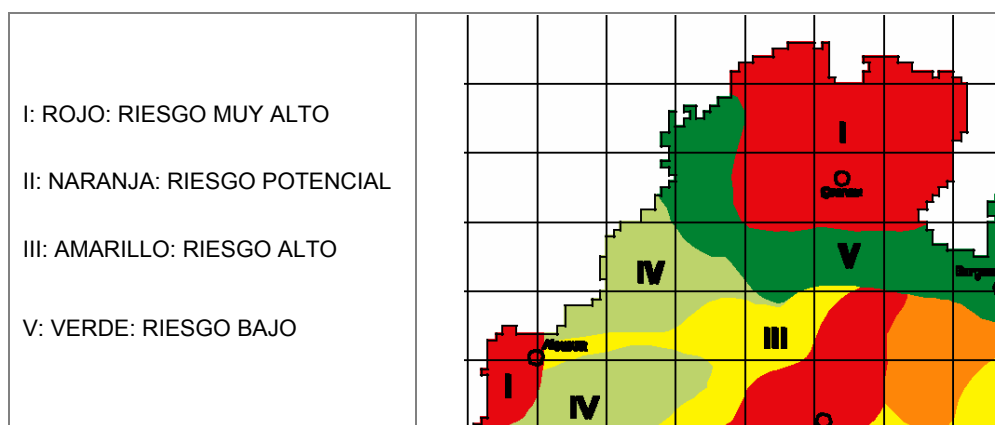 I: ROJO: RIESGO MUY ALTO
II: NARANJA: RIESGO POTENCIAL
III: AMARILLO: RIESGO ALTO
V: VERDE: RIESGO BAJO
I
V
IV
III
I
IV